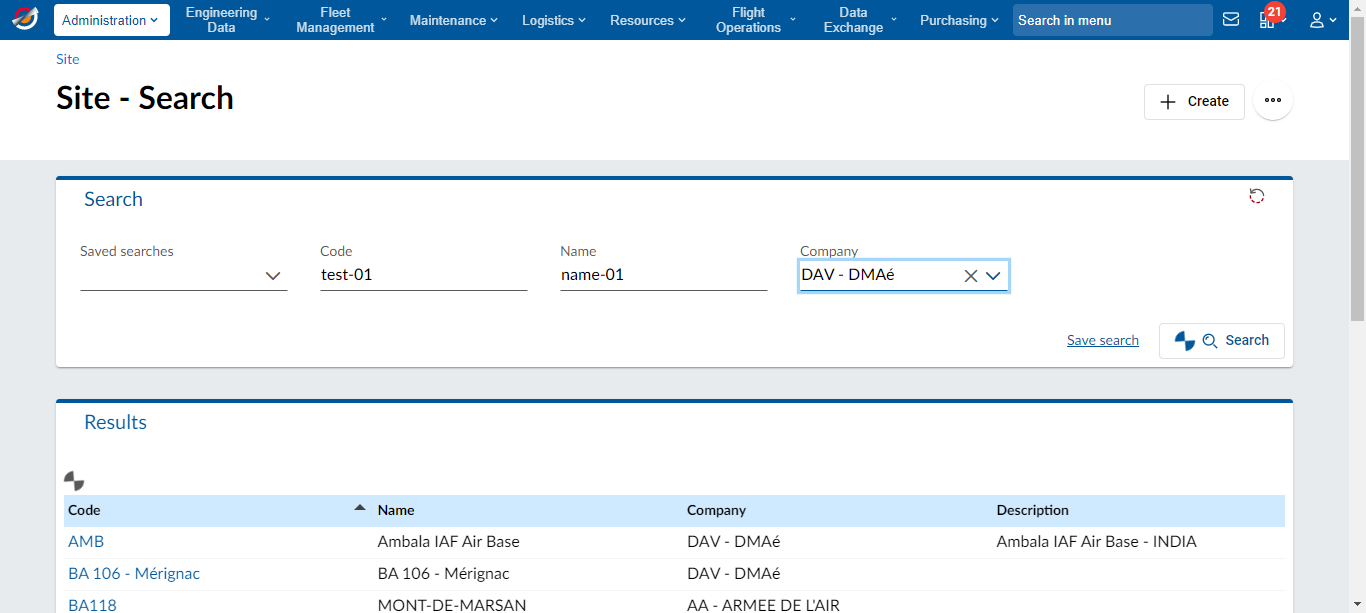 Administration
Engineering Data
Fleet Management
Maintenance
Logistics
Resources
Flight Operations
Data Exchange
Purchasing
Search in menu
21
Site
Site - Search
Create
Search
Saved searches
Code
test-01
Name
name-01
Company
DAV - DMAé
Save search
Search
Results
Code Name Company Description
AMB Ambala IAF Air Base DAV - DMAé Ambala IAF Air Base - INDIA
BA 106 - Mérignac BA 106 - Mérignac DAV - DMAé
BA118 MONT-DE-MARSAN AA - ARMEE DE L'AIR